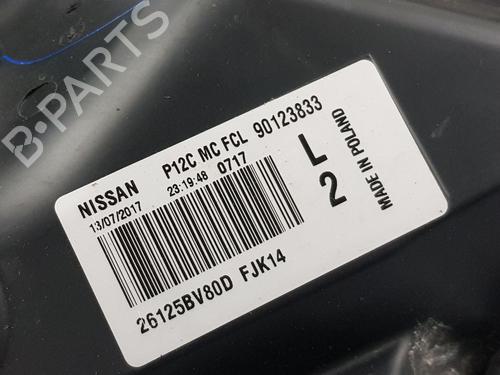 B-PARTS
NISSAN P12C MC FCL 90123833
13/07/2017 23:19:48 0717
L
2
MADE IN POLAND
26125BV80D FJK14